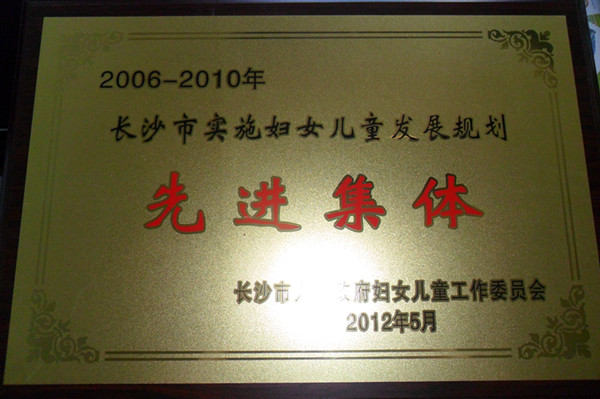 2006-2010年
长沙市实施妇女儿童发展规划
先进集体
长沙市 府妇女儿童工作委员会
2012年5月